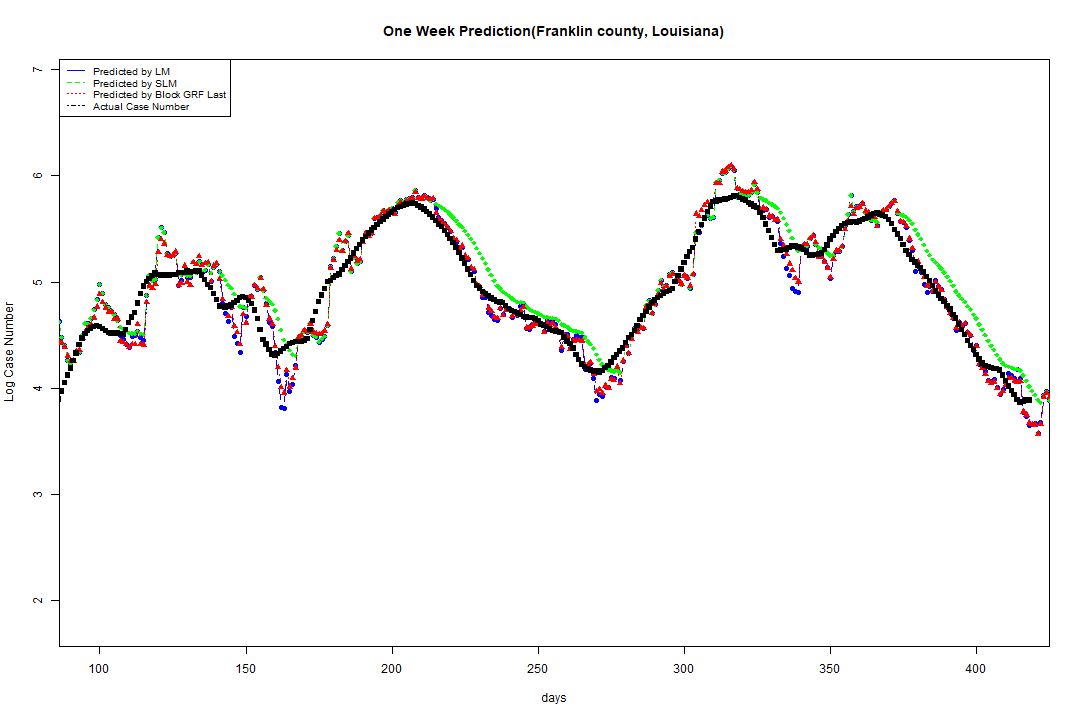 One Week Prediction(Franklin county, Louisiana)
7
Predicted by LM
Predicted by SLM
Predicted by Block GRF Last
Actual Case Number
6
5
4
3
2
Log Case Number
100 150 200 250 300 350 400
days